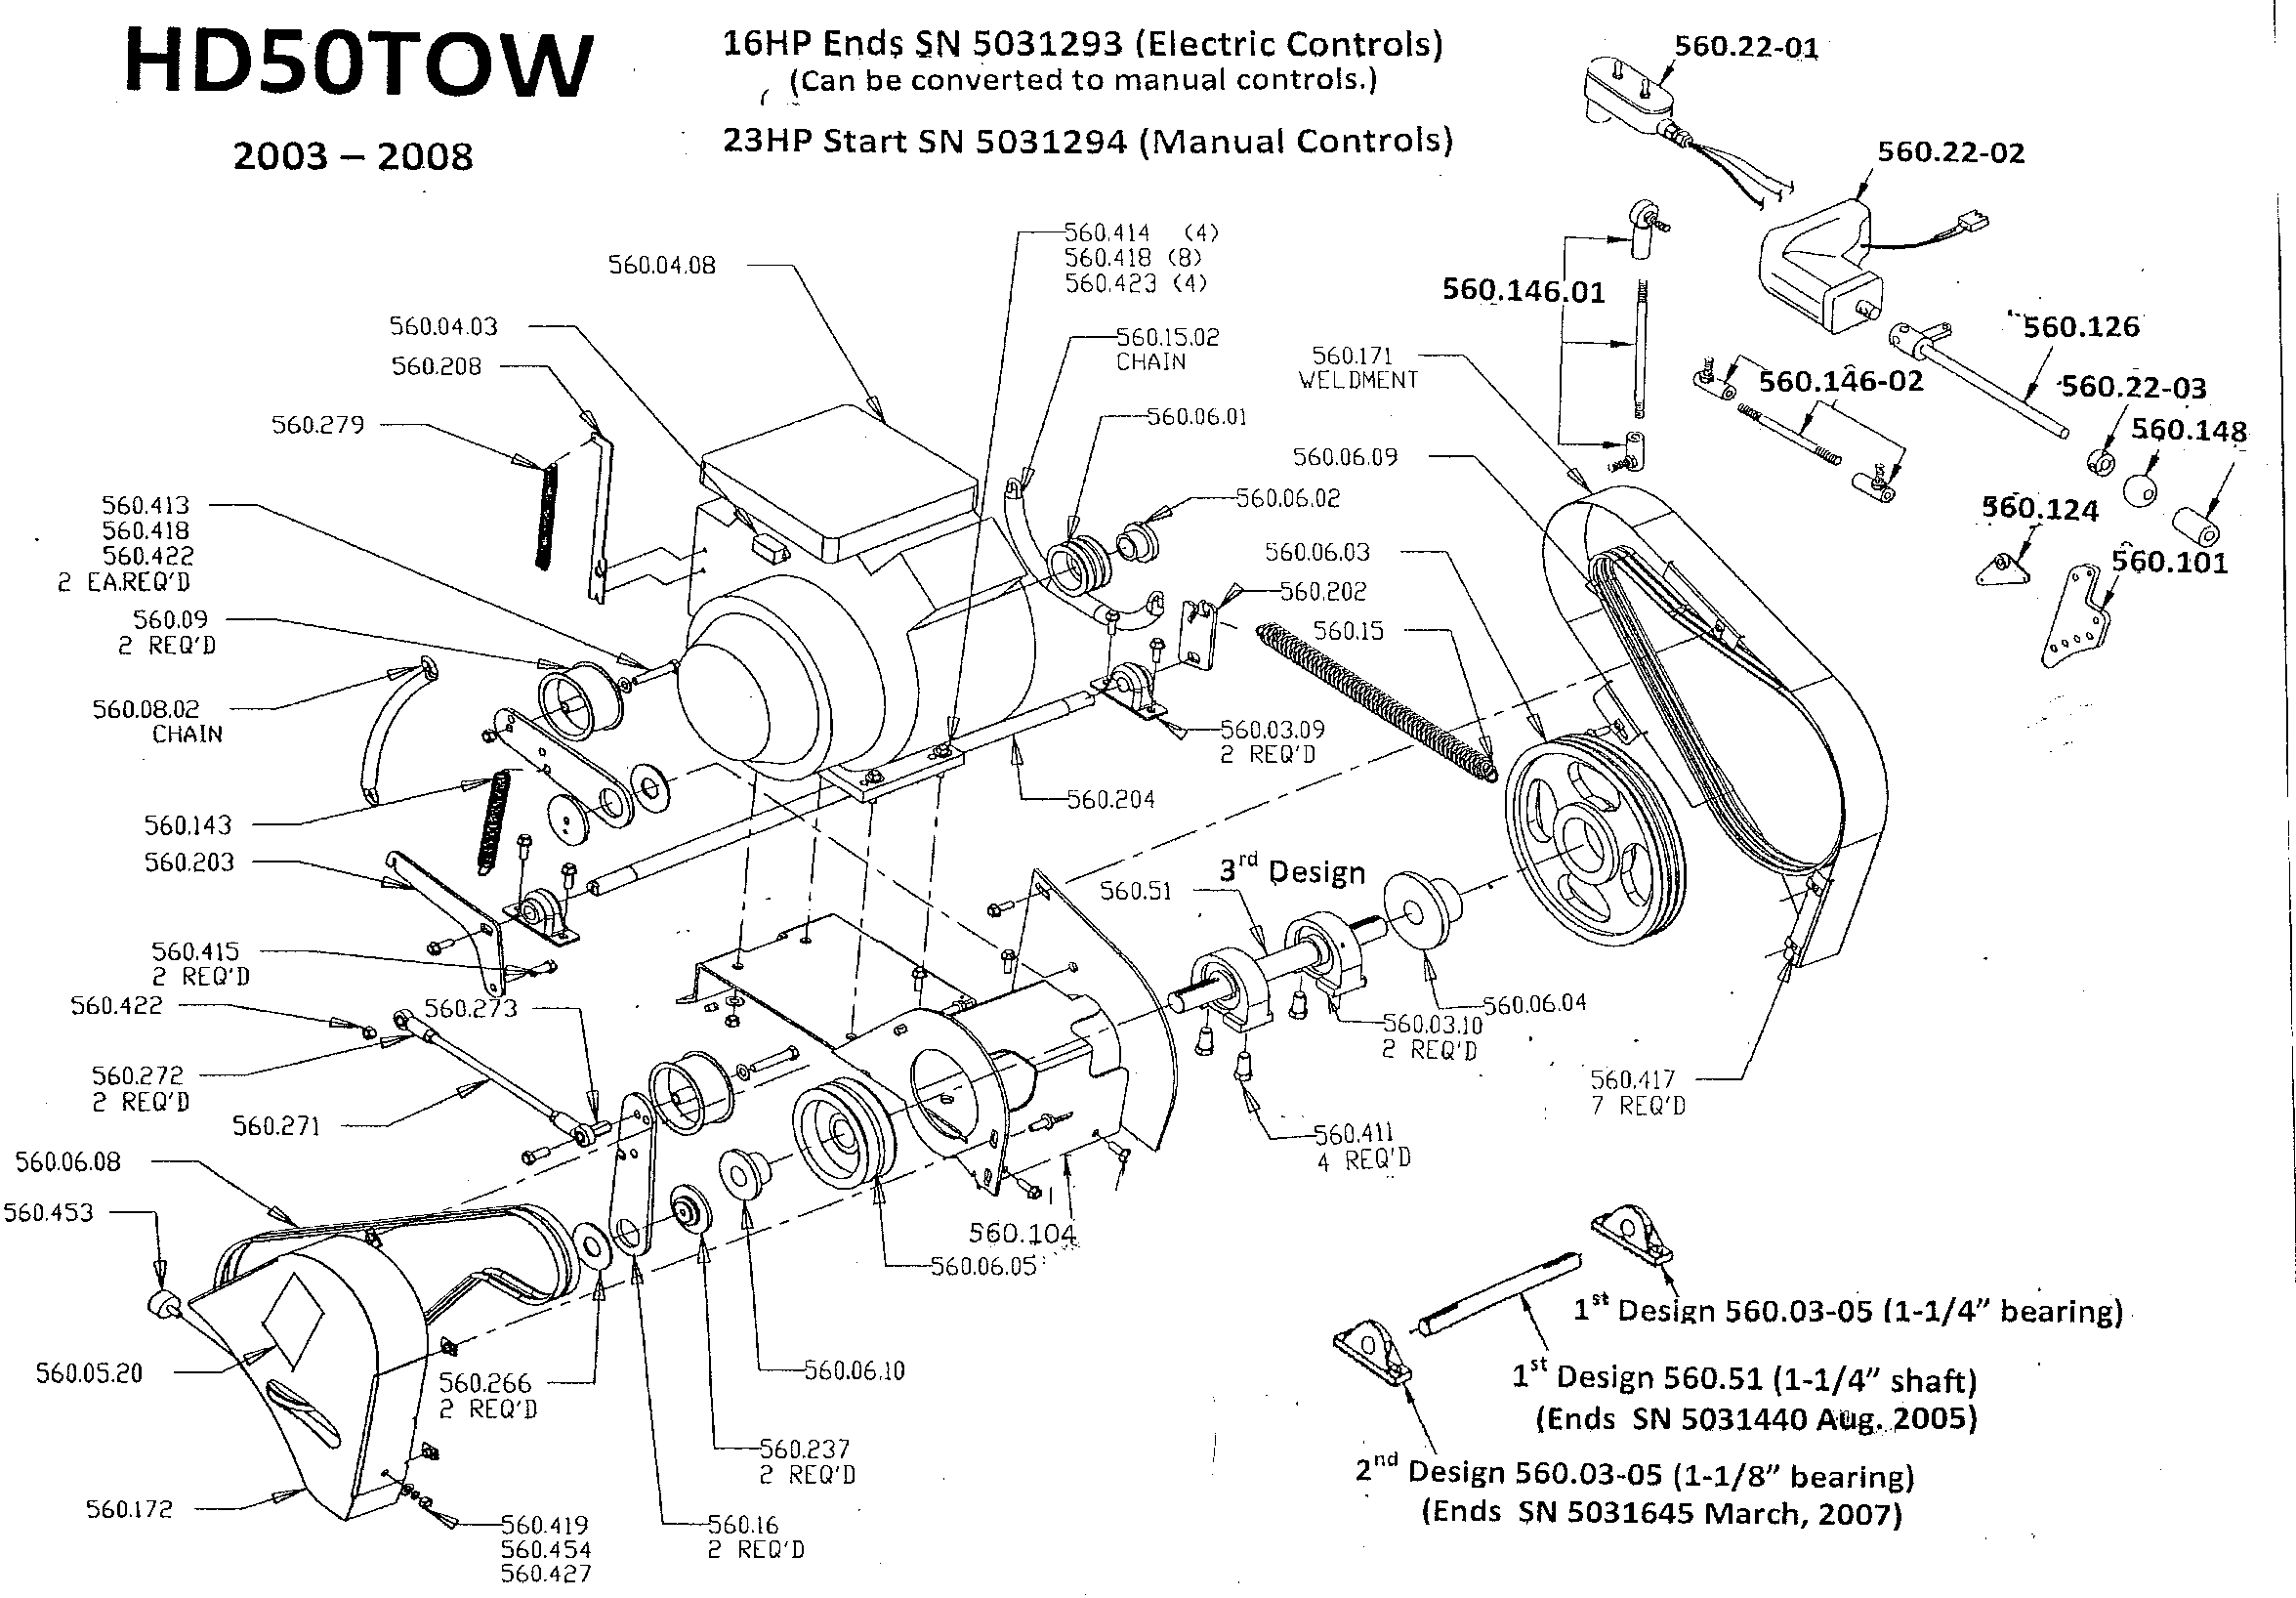 HD50TOW
2003 – 2008
16HP Ends SN 5031293 (Electric Controls)
(Can be converted to manual controls.)
23HP Start SN 5031294 (Manual Controls)
560.22-01
560.22-02
560.414 (4)
560.418 (8)
560.423 (4)
560.04.08
560.146.01
560.04.03
560.126
560.15.02
CHAIN
560.171
WELDMENT
560.208
560.146-02
560.22-03
560.279
560.06.01
560.148
560.06.09
560.06.02
560.413
560.418
560.422
2 EA.REQ'D
560.124
560.06.03
560.101
560.202
560.09
2 REQ'D
560.15
560.08.02
CHAIN
560.03.09
2 REQ'D
560.204
560.143
560.203
3rd Design
560.51
560.415
2 REQ'D
560.422
560.273
560.06.04
560.03.10
2 REQ'D
560.272
2 REQ'D
560.417
7 REQ'D
560.271
560.411
4 REQ'D
560.06.08
560.453
560.104
560.06.05
1st Design 560.03-05 (1-1/4” bearing)
560.05.20
560.06.10
560.266
2 REQ'D
1st Design 560.51 (1-1/4” shaft)
(Ends SN 5031440 Aug. 2005)
560.237
2 REQ'D
2nd Design 560.03-05 (1-1/8” bearing)
(Ends SN 5031645 March, 2007)
560.172
560.419
560.454
560.427
560.16
2 REQ'D